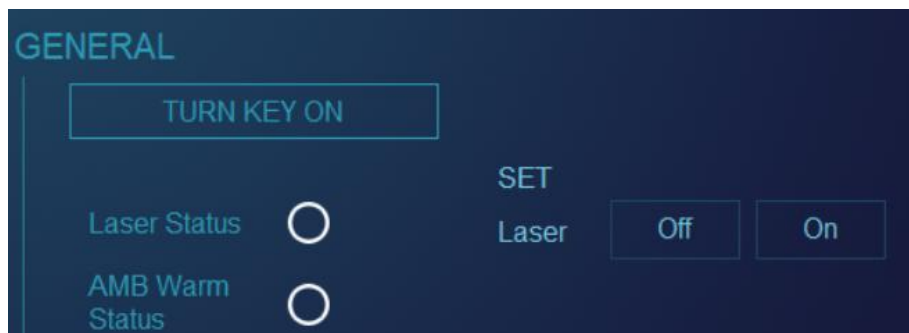 GENERAL
TURN KEY ON
SET
Laser Status
Laser
Off
On
AMB Warm
Status